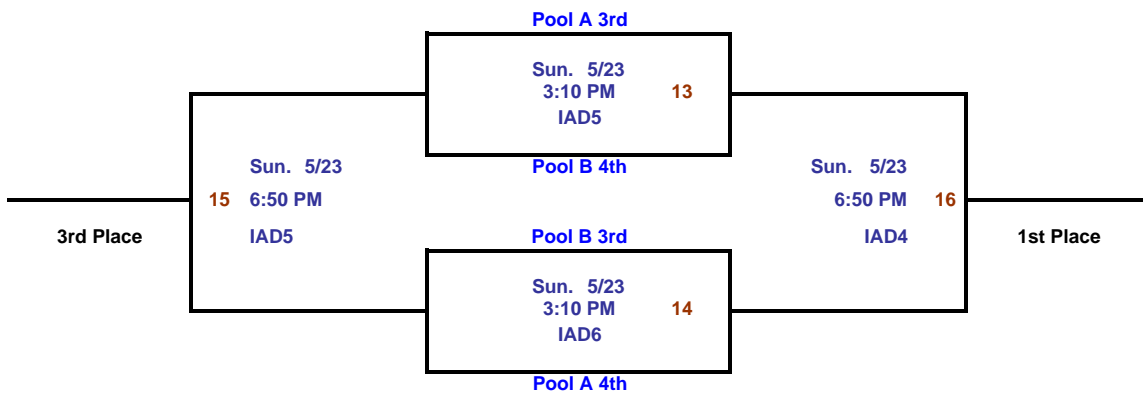 Pool A 3rd
Sun. 5/23
3:10 PM 13
IAD5
Pool B 4th
Sun. 5/23
15 6:50 PM
IAD5
3rd Place
Sun. 5/23
6:50 PM 16
IAD4
1st Place
Pool B 3rd
Sun. 5/23
3:10 PM 14
IAD6
Pool A 4th